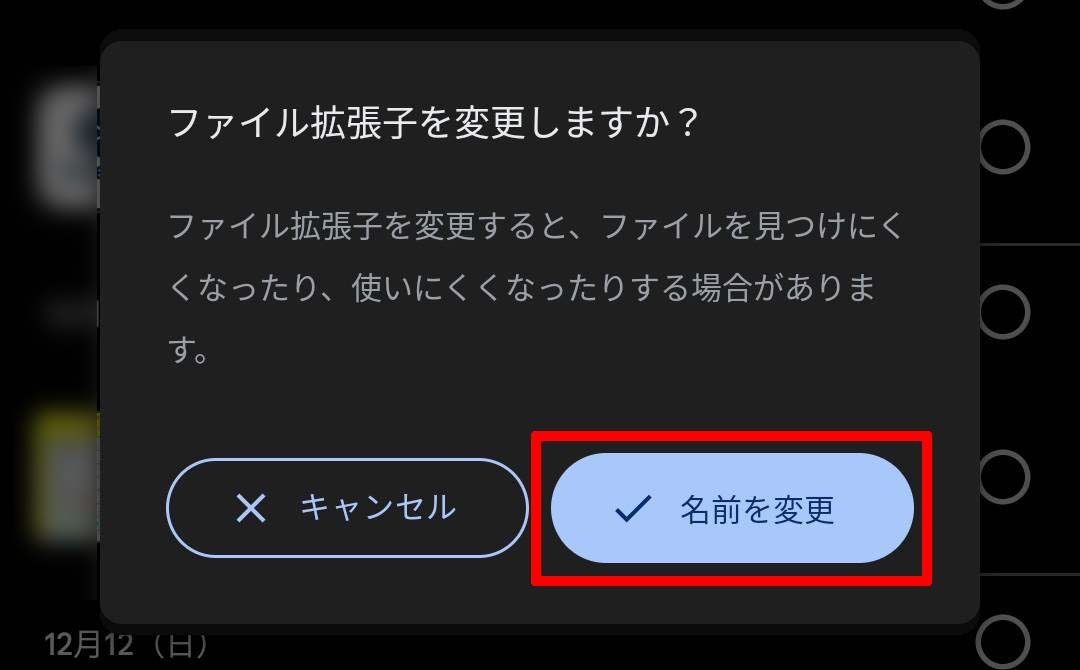 ファイル拡張子を変更しますか？
ファイル拡張子を変更すると、ファイルを見つけにく
くなったり、使いにくくなったりする場合がありま
す。
キャンセル
名前を変更
12月12（日）